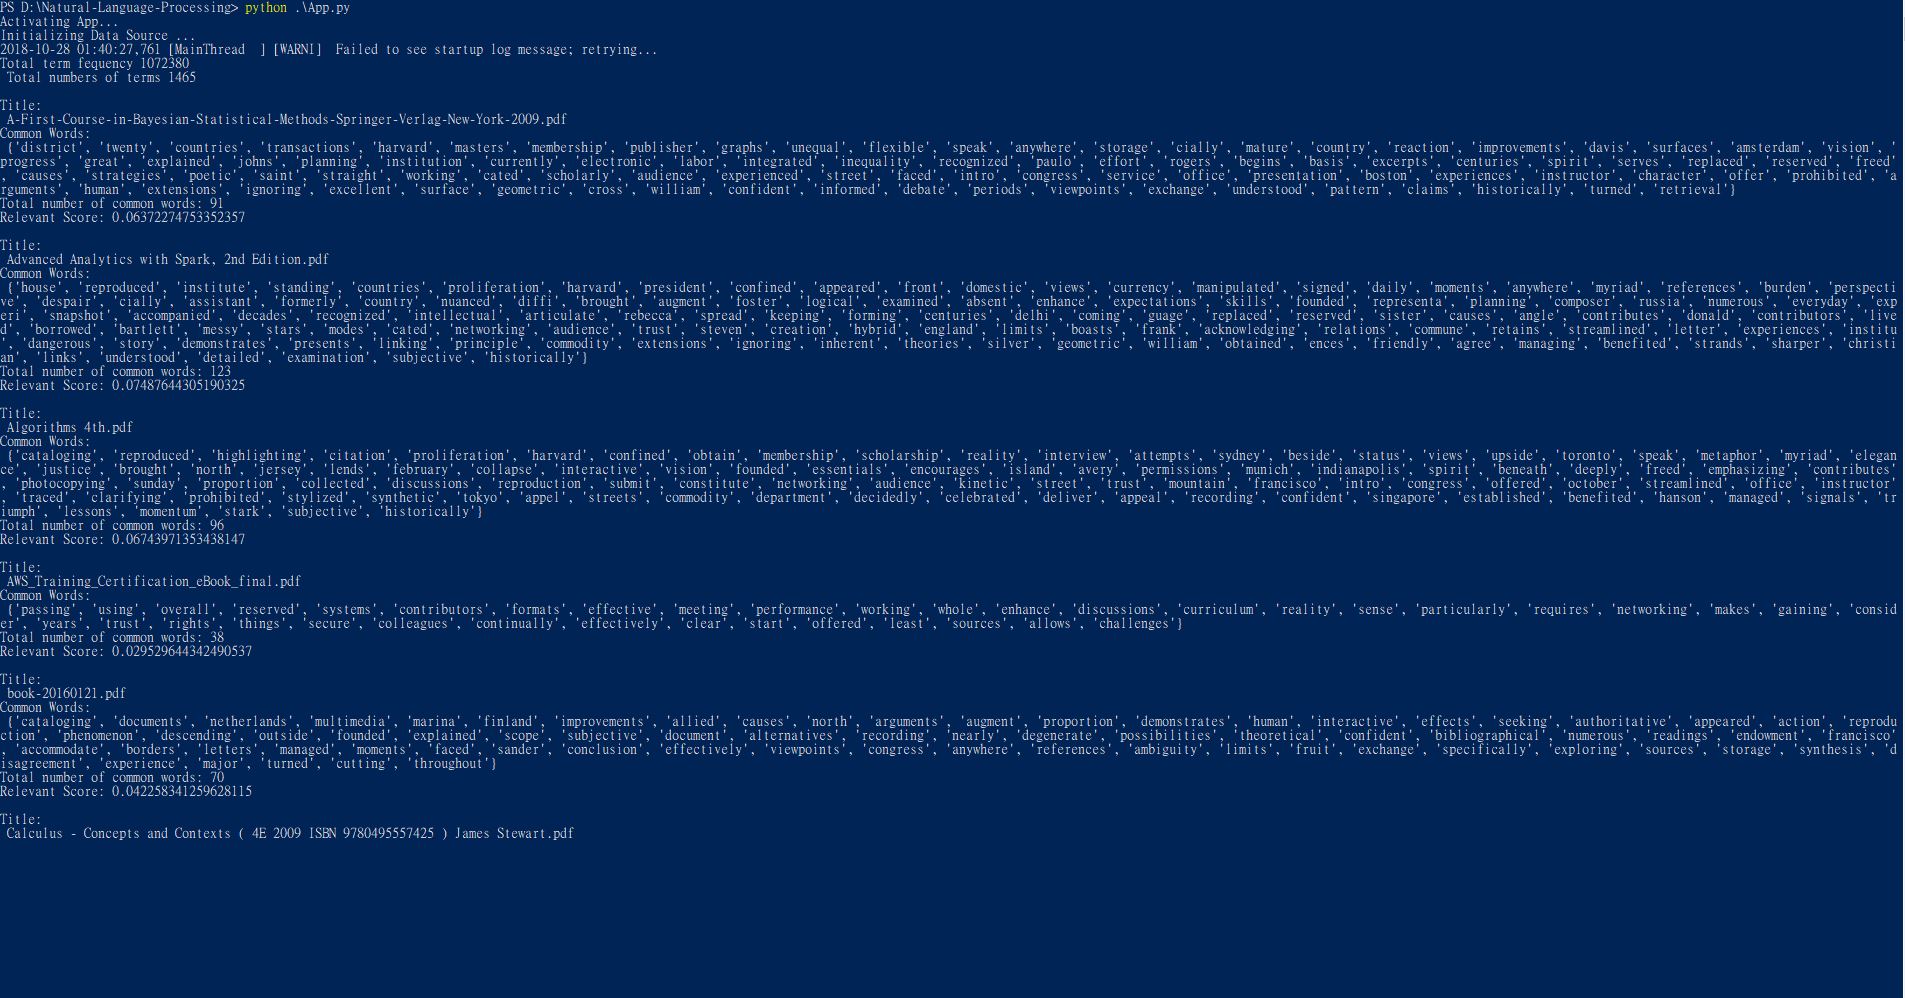 PS D:\Natural-Language-Processing> python .\App.py
Activating App...
Initializing Data Source ...
2018-10-28 01:40:27,761 [MainThread  ] [WARNI]  Failed to see startup log message; retrying...
Total term fequency 1072380
 Total numbers of terms 1465
Title:
 A-First-Course-in-Bayesian-Statistical-Methods-Springer-Verlag-New-York-2009.pdf
Common Words:
 {'district', 'twenty', 'countries', 'transactions', 'harvard', 'masters', 'membership', 'publisher', 'graphs', 'unequal', 'flexible', 'speak', 'anywhere', 'storage', 'cially', 'mature', 'country', 'reaction', 'improvements', 'davis', 'surfaces', 'amsterdam', 'vision', '
progress', 'great', 'explained', 'johns', 'planning', 'institution', 'currently', 'electronic', 'labor', 'integrated', 'inequality', 'recognized', 'paulo', 'effort', 'rogers', 'begins', 'basis', 'excerpts', 'centuries', 'spirit', 'serves', 'replaced', 'reserved', 'freed'
, 'causes', 'strategies', 'poetic', 'saint', 'straight', 'working', 'cated', 'scholarly', 'audience', 'experienced', 'street', 'faced', 'intro', 'congress', 'service', 'office', 'presentation', 'boston', 'experiences', 'instructor', 'character', 'offer', 'prohibited', 'a
rguments', 'human', 'extensions', 'ignoring', 'excellent', 'surface', 'geometric', 'cross', 'william', 'confident', 'informed', 'debate', 'periods', 'viewpoints', 'exchange', 'understood', 'pattern', 'claims', 'historically', 'turned', 'retrieval'}
Total number of common words: 91
Relevant Score: 0.06372274753352357
Title:
 Advanced Analytics with Spark, 2nd Edition.pdf
Common Words:
 {'house', 'reproduced', 'institute', 'standing', 'countries', 'proliferation', 'harvard', 'president', 'confined', 'appeared', 'front', 'domestic', 'views', 'currency', 'manipulated', 'signed', 'daily', 'moments', 'anywhere', 'myriad', 'references', 'burden', 'perspecti
ve', 'despair', 'cially', 'assistant', 'formerly', 'country', 'nuanced', 'diffi', 'brought', 'augment', 'foster', 'logical', 'examined', 'absent', 'enhance', 'expectations', 'skills', 'founded', 'representa', 'planning', 'composer', 'russia', 'numerous', 'everyday', 'exp
eri', 'snapshot', 'accompanied', 'decades', 'recognized', 'intellectual', 'articulate', 'rebecca', 'spread', 'keeping', 'forming', 'centuries', 'delhi', 'coming', 'guage', 'replaced', 'reserved', 'sister', 'causes', 'angle', 'contributes', 'donald', 'contributors', 'live
d', 'borrowed', 'bartlett', 'messy', 'stars', 'modes', 'cated', 'networking', 'audience', 'trust', 'steven', 'creation', 'hybrid', 'england', 'limits', 'boasts', 'frank', 'acknowledging', 'relations', 'commune', 'retains', 'streamlined', 'letter', 'experiences', 'institu
', 'dangerous', 'story', 'demonstrates', 'presents', 'linking', 'principle', 'commodity', 'extensions', 'ignoring', 'inherent', 'theories', 'silver', 'geometric', 'william', 'obtained', 'ences', 'friendly', 'agree', 'managing', 'benefited', 'strands', 'sharper', 'christi
an', 'links', 'understood', 'detailed', 'examination', 'subjective', 'historically'}
Total number of common words: 123
Relevant Score: 0.07487644305190325
Title:
 Algorithms 4th.pdf
Common Words:
 {'cataloging', 'reproduced', 'highlighting', 'citation', 'proliferation', 'harvard', 'confined', 'obtain', 'membership', 'scholarship', 'reality', 'interview', 'attempts', 'sydney', 'beside', 'status', 'views', 'upside', 'toronto', 'speak', 'metaphor', 'myriad', 'elegan
ce', 'justice', 'brought', 'north', 'jersey', 'lends', 'february', 'collapse', 'interactive', 'vision', 'founded', 'essentials', 'encourages', 'island', 'avery', 'permissions', 'munich', 'indianapolis', 'spirit', 'beneath', 'deeply', 'freed', 'emphasizing', 'contributes'
, 'photocopying', 'sunday', 'proportion', 'collected', 'discussions', 'reproduction', 'submit', 'constitute', 'networking', 'audience', 'kinetic', 'street', 'trust', 'mountain', 'francisco', 'intro', 'congress', 'offered', 'october', 'streamlined', 'office', 'instructor'
, 'traced', 'clarifying', 'prohibited', 'stylized', 'synthetic', 'tokyo', 'appel', 'streets', 'commodity', 'department', 'decidedly', 'celebrated', 'deliver', 'appeal', 'recording', 'confident', 'singapore', 'established', 'benefited', 'hanson', 'managed', 'signals', 'tr
iumph', 'lessons', 'momentum', 'stark', 'subjective', 'historically'}
Total number of common words: 96
Relevant Score: 0.06743971353438147
Title:
 AWS_Training_Certification_eBook_final.pdf
Common Words:
 {'passing', 'using', 'overall', 'reserved', 'systems', 'contributors', 'formats', 'effective', 'meeting', 'performance', 'working', 'whole', 'enhance', 'discussions', 'curriculum', 'reality', 'sense', 'particularly', 'requires', 'networking', 'makes', 'gaining', 'consid
er', 'years', 'trust', 'rights', 'things', 'secure', 'colleagues', 'continually', 'effectively', 'clear', 'start', 'offered', 'least', 'sources', 'allows', 'challenges'}
Total number of common words: 38
Relevant Score: 0.029529644342490537
Title:
 book-20160121.pdf
Common Words:
 {'cataloging', 'documents', 'netherlands', 'multimedia', 'marina', 'finland', 'improvements', 'allied', 'causes', 'north', 'arguments', 'augment', 'proportion', 'demonstrates', 'human', 'interactive', 'effects', 'seeking', 'authoritative', 'appeared', 'action', 'reprodu
ction', 'phenomenon', 'descending', 'outside', 'founded', 'explained', 'scope', 'subjective', 'document', 'alternatives', 'recording', 'nearly', 'degenerate', 'possibilities', 'theoretical', 'confident', 'bibliographical', 'numerous', 'readings', 'endowment', 'francisco'
, 'accommodate', 'borders', 'letters', 'managed', 'moments', 'faced', 'sander', 'conclusion', 'effectively', 'viewpoints', 'congress', 'anywhere', 'references', 'ambiguity', 'limits', 'fruit', 'exchange', 'specifically', 'exploring', 'sources', 'storage', 'synthesis', 'd
isagreement', 'experience', 'major', 'turned', 'cutting', 'throughout'}
Total number of common words: 70
Relevant Score: 0.042258341259628115
Title:
 Calculus - Concepts and Contexts ( 4E 2009 ISBN 9780495557425 ) James Stewart.pdf